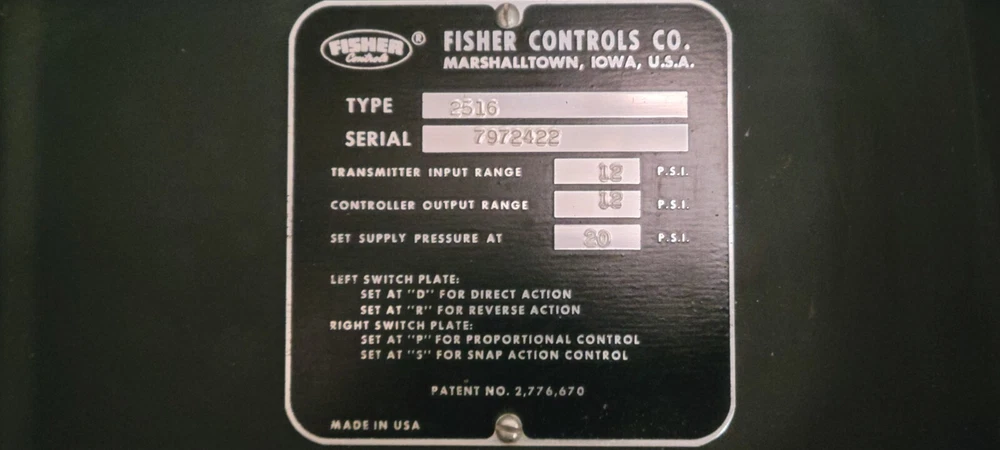 FISHER ® FISHER CONTROLS CO.
Controls MARSHALLTOWN, IOWA, U.S.A.
TYPE 2516
SERIAL 7972422
TRANSMITTER INPUT RANGE 12 P.S.I.
CONTROLLER OUTPUT RANGE 12 P.S.I.
SET SUPPLY PRESSURE AT 20 P.S.I.
LEFT SWITCH PLATE:
SET AT "D" FOR DIRECT ACTION
SET AT "R" FOR REVERSE ACTION
RIGHT SWITCH PLATE:
SET AT "P" FOR PROPORTIONAL CONTROL
SET AT "S" FOR SNAP ACTION CONTROL
PATENT NO. 2,776,670
MADE IN USA